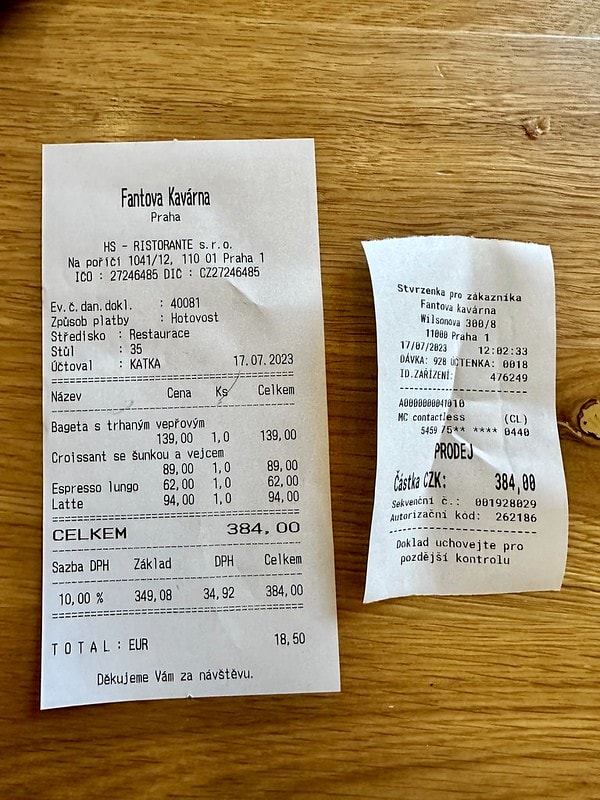 Fantova Kavárna
Praha
HS - RISTORANTE s.r.o.
Na poříčí 1041/12, 110 01 Praha 1
ICO : 27246485 DIC : CZ27246485
Ev.č.dan.dokl. : 40081
Způsob platby : Hotovost
Středisko : Restaurace
Stůl : 35
Účtoval : KATKA 17.07.2023
Název Cena Ks Celkem
Bageta s trhaným vepřovým
139,00 1,0 139,00
Croissant se šunkou a vejcem
89,00 1,0 89,00
Espresso lungo 62,00 1,0 62,00
Latte 94,00 1,0 94,00
CELKEM 384,00
Sazba DPH Základ DPH Celkem
10,00 % 349,08 34,92 384,00
T O T A L : EUR 18,50
Děkujeme Vám za návštěvu.
Stvrzenka pro zákazníka
Fantova kavárna
Wilsonova 300/8
11000 Praha 1
17/07/2023 12:02:33
DÁVKA: 928 ÚCTENKA: 0018
ID.ZAŘÍZENÍ: 476249
A0000000041010
MC contactless (CL)
5459 75** **** 0440
PRODEJ
Částka CZK: 384,00
Sekvenční č.: 001928029
Autorizační kód: 262186
Doklad uchovejte pro
pozdější kontrolu